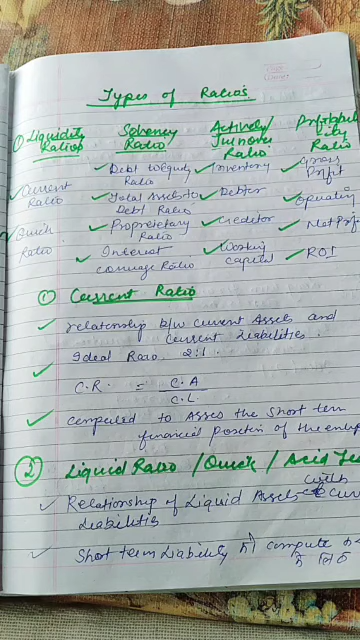 Types of Ratios
① Liquidity Ratios
Solvency Ratio
Activity/ Turnover Ratio
Profitability Ratio
Current Ratio
Quick Ratio
Debt to Equity Ratio
Total Assets to Debt Ratio
Proprietary Ratio
Interest coverage Ratio
Inventory
Debtor
Creditor
Working capital
Gross Profit
Operating
Net Prof
ROI
① Current Ratio
relationship b/w current Assets and
current liabilities.
Ideal Ratio 2:1.
C.R. = C.A
C.L.
computed to Asses the short term
financial position of the enterp
② Liquid Ratio / Quick / Acid Tes
Relationship of Liquid Assets with curr
Liabilities
Short term Liability को compute